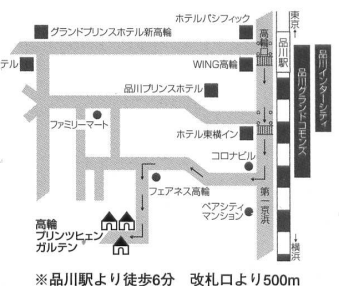 ホテルパシフィック
東京
グランドプリンスホテル新高輪
高輪口
品川駅
品川インターシティ
品川グランドコモンズ
テル
WING高輪
品川プリンスホテル
ファミリーマート
ホテル東横イン
コロナビル
フェアネス高輪
第一京浜
ペアシティ
マンション
高輪
プリンツヒェン
ガルテン
横浜
※品川駅より徒歩6分　改札口より500m